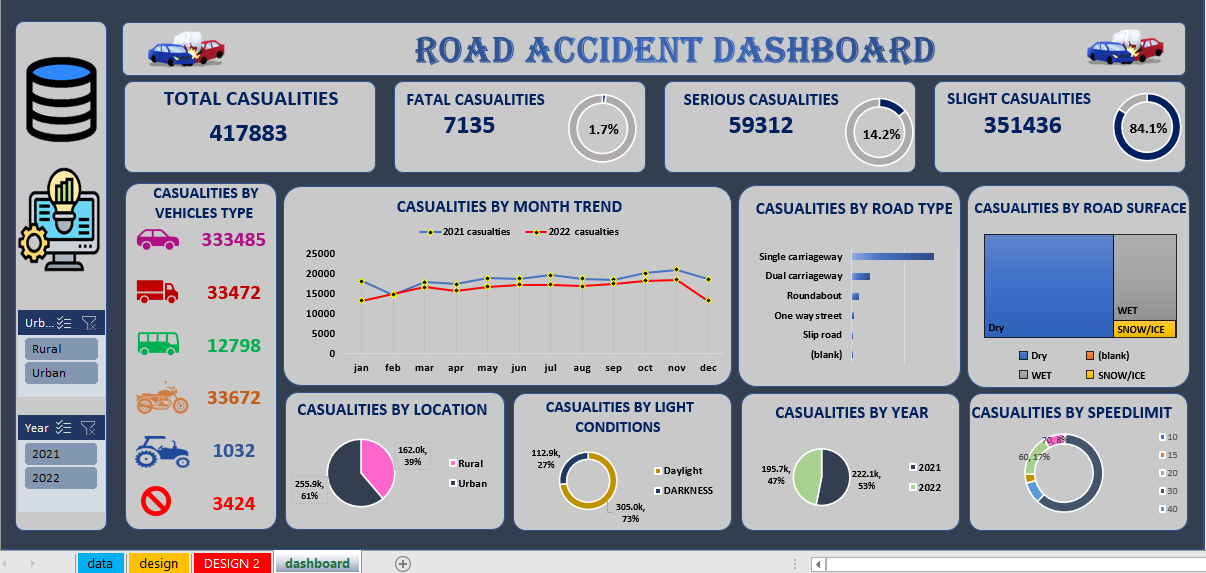 ROAD ACCIDENT DASHBOARD
TOTAL CASUALITIES
417883
FATAL CASUALITIES
7135
1.7%
SERIOUS CASUALITIES
59312
14.2%
SLIGHT CASUALITIES
351436
84.1%
Urb...
Rural
Urban
Year
2021
2022
CASUALITIES BY
VEHICLES TYPE
333485
33472
12798
33672
1032
3424
CASUALITIES BY MONTH TREND
2021 casualties
2022 casualties
25000
20000
15000
10000
5000
0
jan feb mar apr may jun jul aug sep oct nov dec
CASUALITIES BY ROAD TYPE
Single carriageway
Dual carriageway
Roundabout
One way street
Slip road
(blank)
CASUALITIES BY ROAD SURFACE
Dry
WET
SNOW/ICE
Dry
(blank)
WET
SNOW/ICE
CASUALITIES BY LOCATION
162.0k,
39%
255.9k,
61%
Rural
Urban
CASUALITIES BY LIGHT
CONDITIONS
112.9k,
27%
305.0k,
73%
Daylight
DARKNESS
CASUALITIES BY YEAR
195.7k,
47%
222.1k,
53%
2021
2022
CASUALITIES BY SPEEDLIMIT
70, 8%
60, 17%
10
15
20
30
40
data
design
DESIGN 2
dashboard